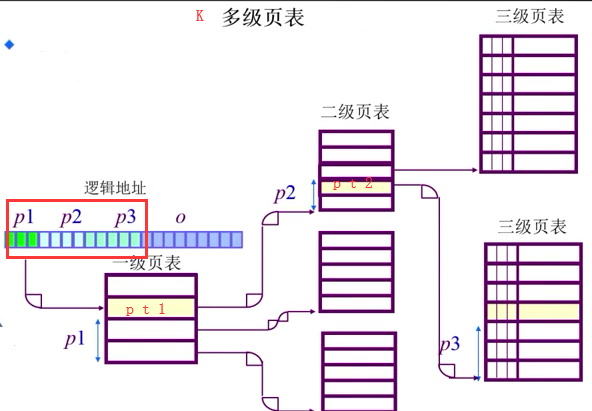 K 多级页表
三级页表
二级页表
逻辑地址
p1 p2 p3 o
p2
p t 2
三级页表
一级页表
p t 1
p1
p3